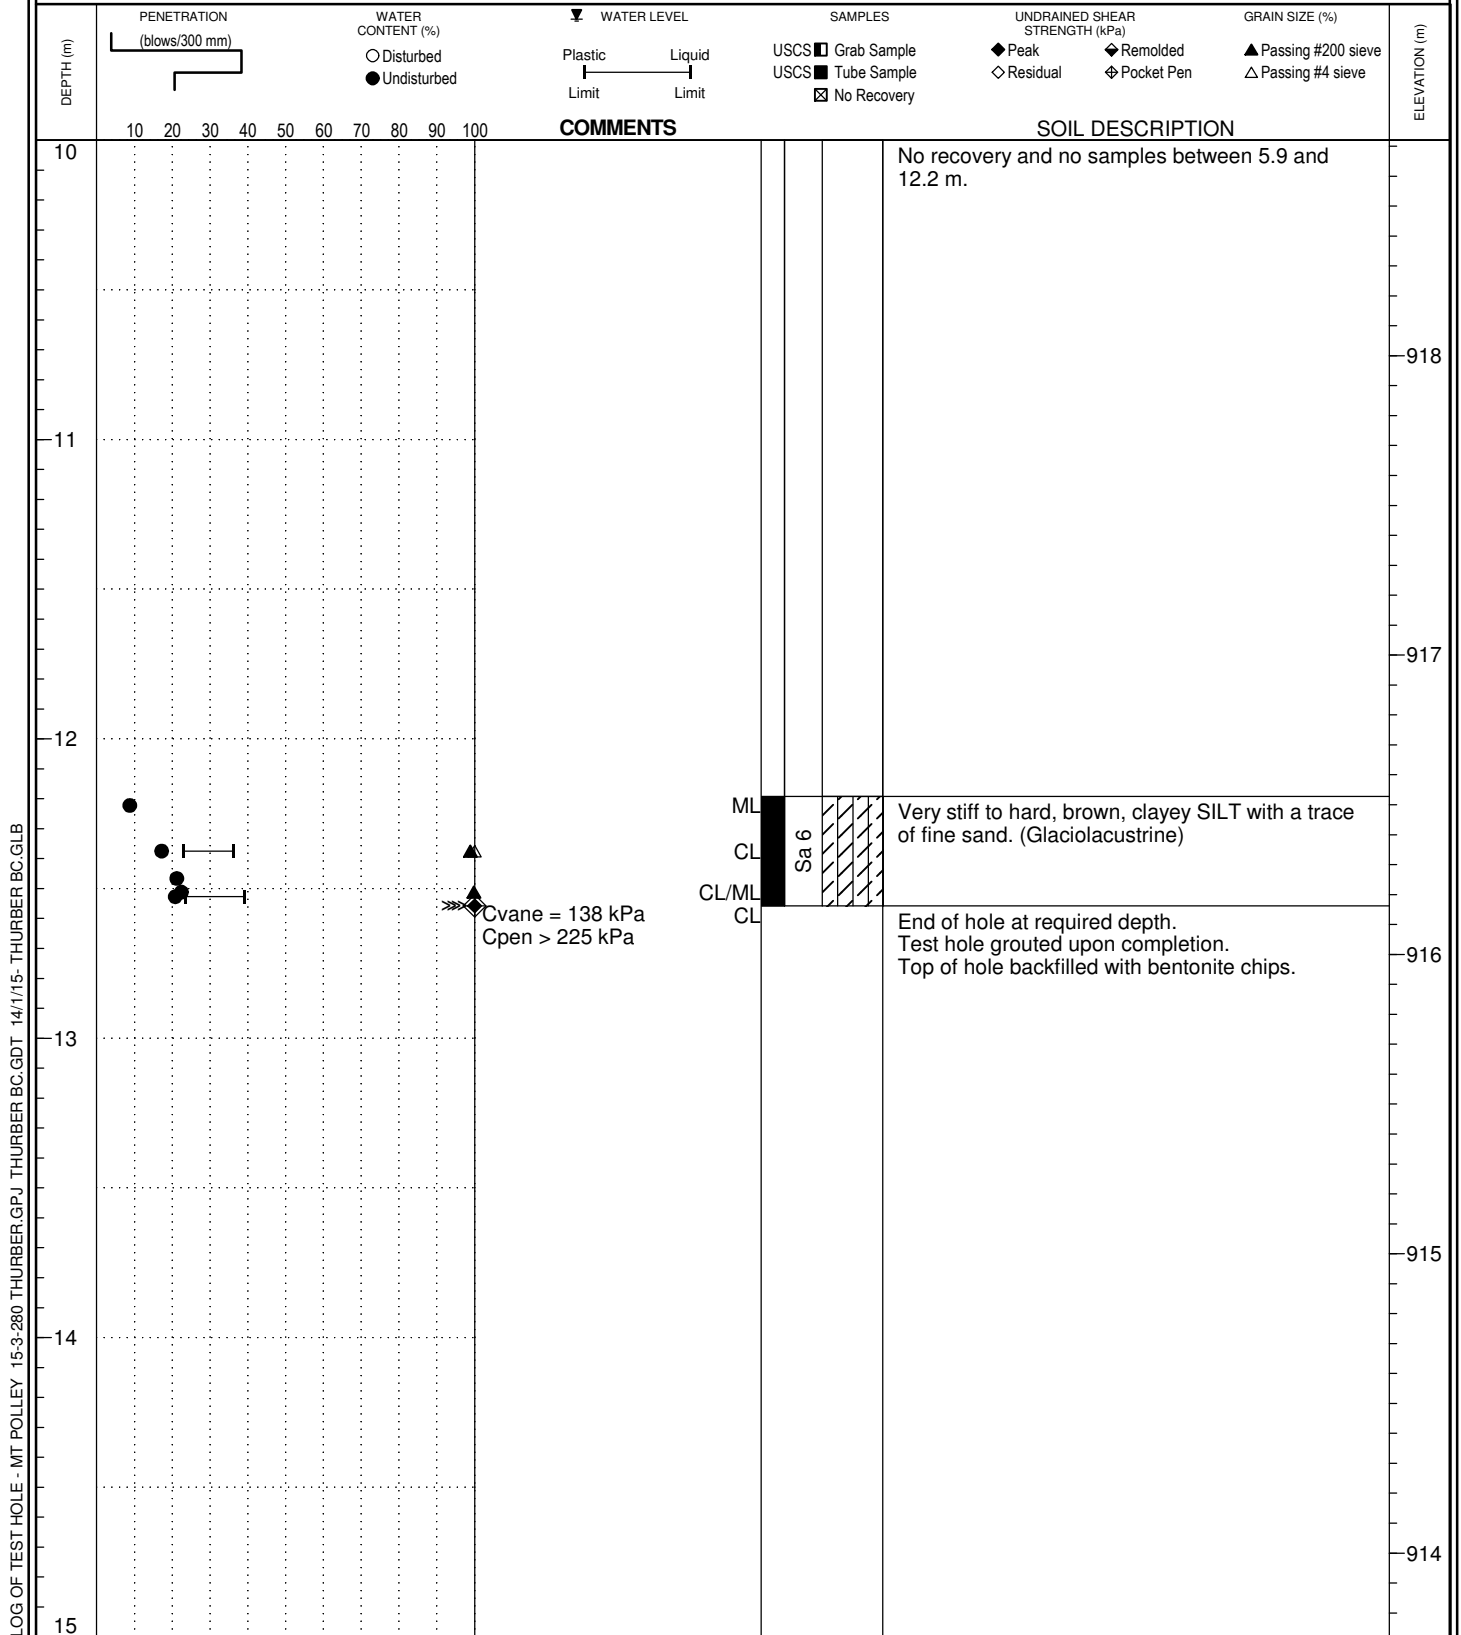 PENETRATION
(blows/300 mm)
WATER
CONTENT (%)
Disturbed
Undisturbed
WATER LEVEL
Plastic Liquid
Limit Limit
SAMPLES
USCS Grab Sample
USCS Tube Sample
No Recovery
UNDRAINED SHEAR
STRENGTH (kPa)
Peak Remolded
Residual Pocket Pen
GRAIN SIZE (%)
Passing #200 sieve
Passing #4 sieve
DEPTH (m)
ELEVATION (m)
10 20 30 40 50 60 70 80 90 100
COMMENTS
SOIL DESCRIPTION
10
No recovery and no samples between 5.9 and
12.2 m.
918
11
917
12
ML
CL
CL/ML
CL
Sa 6
Very stiff to hard, brown, clayey SILT with a trace
of fine sand. (Glaciolacustrine)
>>>>
Cvane = 138 kPa
Cpen > 225 kPa
End of hole at required depth.
Test hole grouted upon completion.
Top of hole backfilled with bentonite chips.
916
13
915
14
914
15
LOG OF TEST HOLE - MT POLLEY 15-3-280 THURBER.GPJ THURBER BC.GDT 14/1/15- THURBER BC.GLB